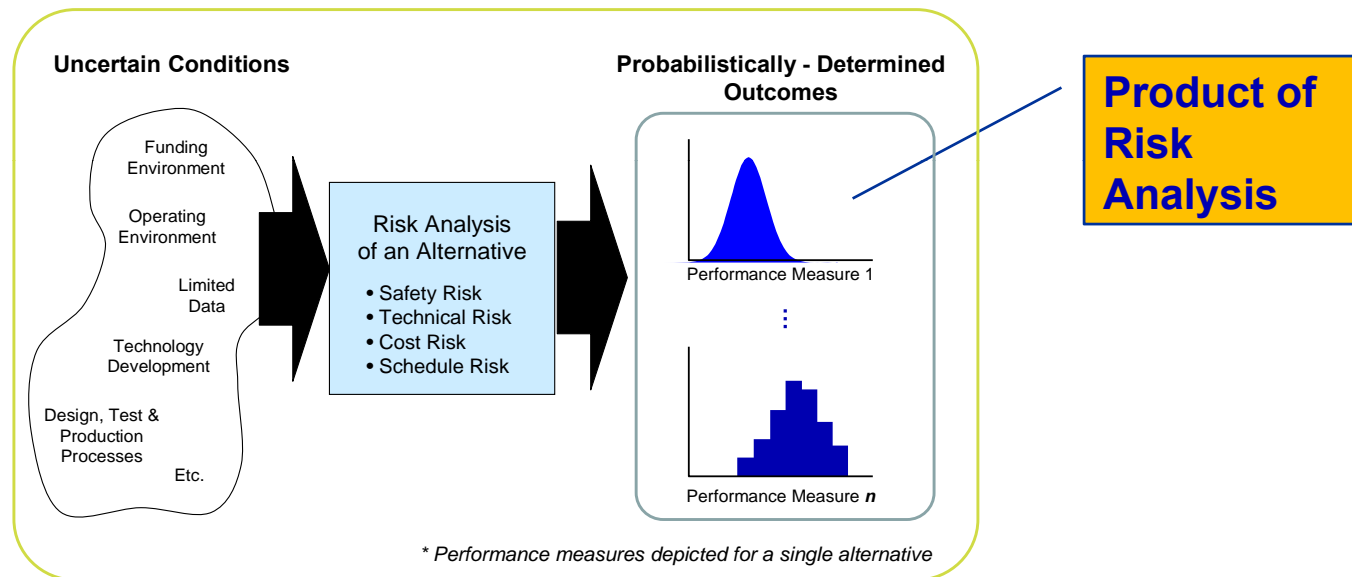 Uncertain Conditions
Funding
Environment
Operating
Environment
Limited
Data
Technology
Development
Design, Test &
Production
Processes
Etc.
Risk Analysis
of an Alternative
• Safety Risk
• Technical Risk
• Cost Risk
• Schedule Risk
Probabilistically - Determined
Outcomes
Performance Measure 1
...
Performance Measure n
* Performance measures depicted for a single alternative
Product of
Risk
Analysis